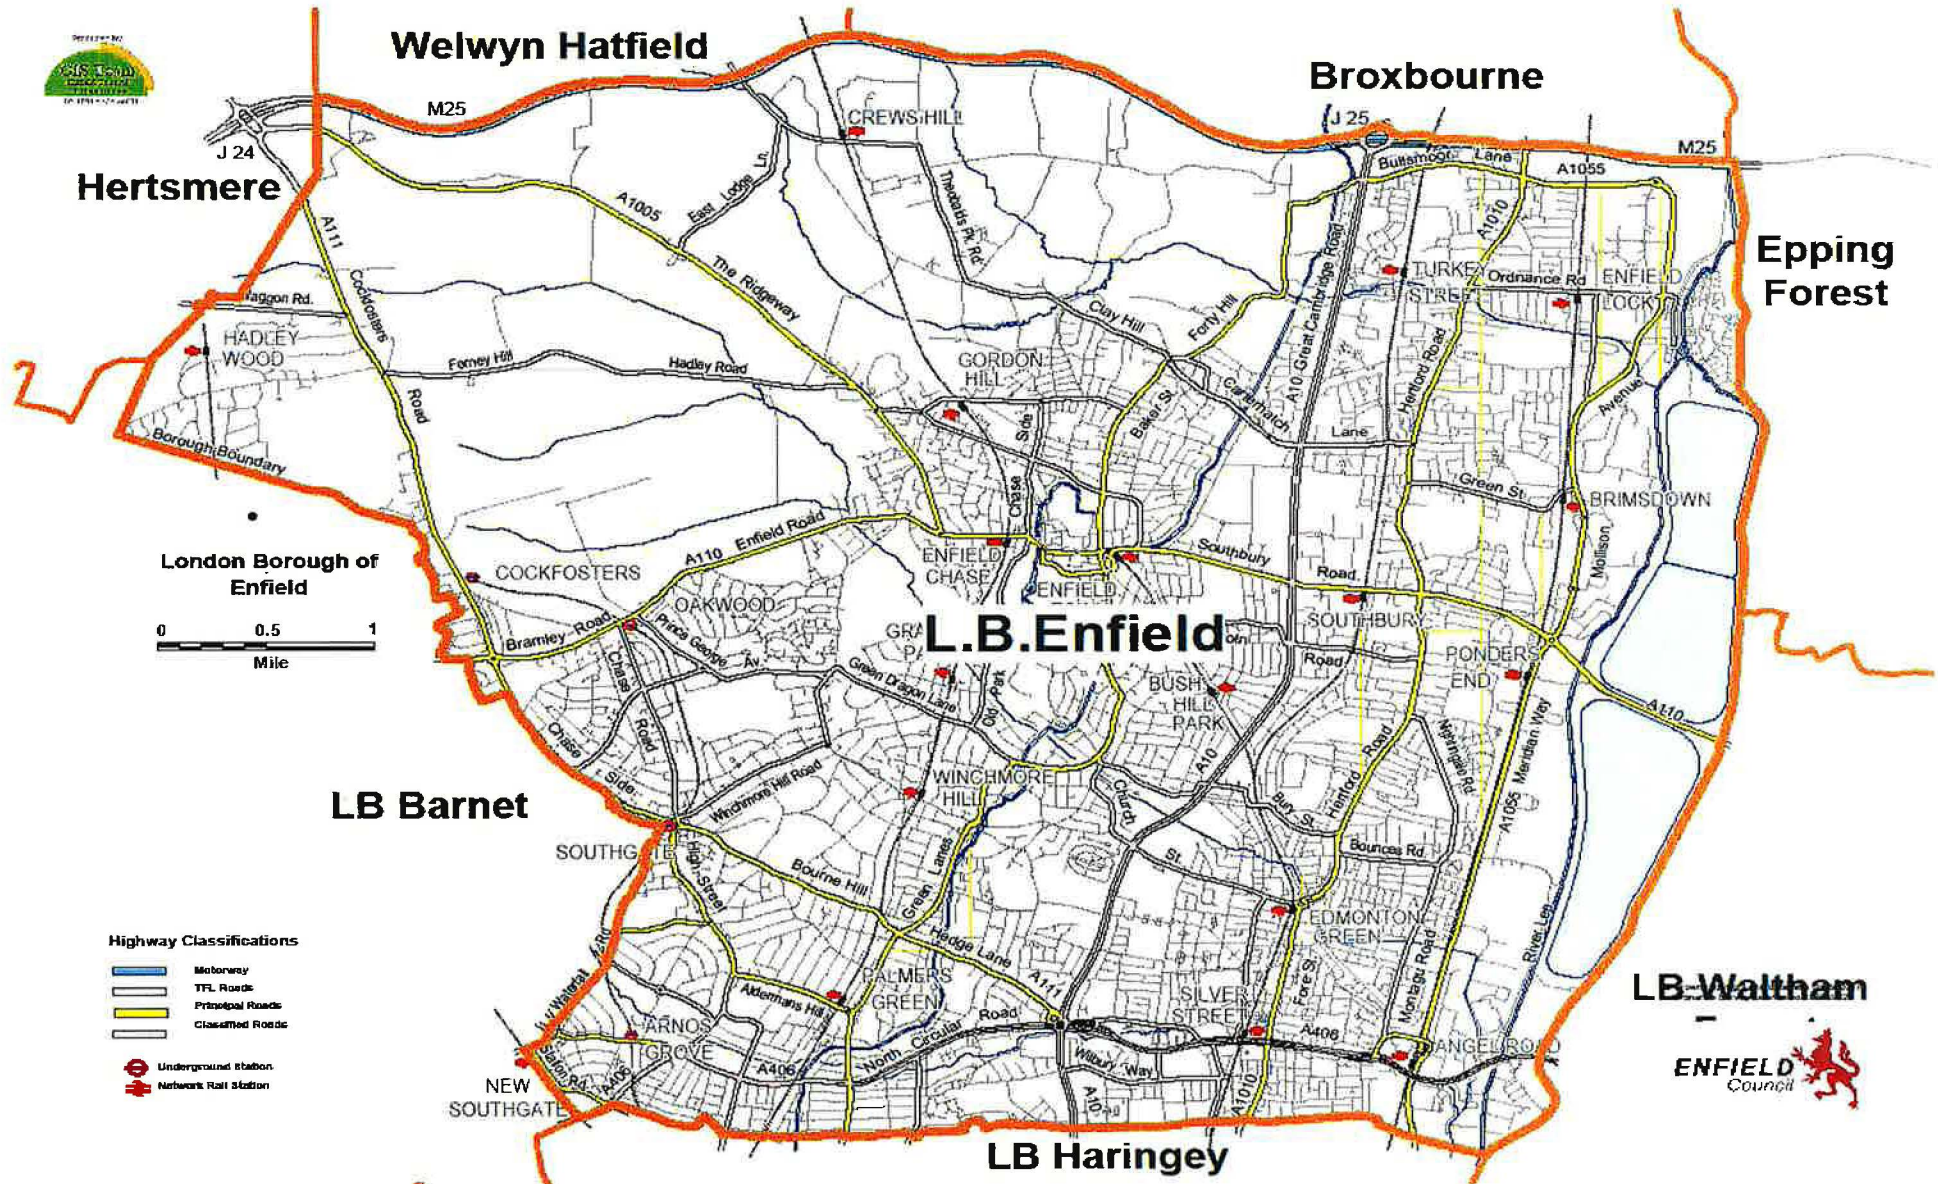 Welwyn Hatfield
Broxbourne
M25
CREWS HILL
J 25
M25
J 24
Hertsmere
Bullsmoor Lane
A1055
East Lodge Ln.
Theobalds Pk Rd
A1005
A1010
A111
The Ridgeway
Epping
Forest
TURKEY
STREET
Ordnance Rd
ENFIELD
LOCK
Waggon Rd.
Cockfosters
Road
A10 Great Cambridge Road
Forty Hill
Clay Hill
HADLEY
WOOD
Ferney Hill
Hadley Road
GORDON
HILL
Hertford Road
Carterhatch
Lane
Baker St
Side
Chase
Avenue
Borough Boundary
Green St
BRIMSDOWN
Mollison
London Borough of
Enfield
0 0.5 1
Mile
A110 Enfield Road
COCKFOSTERS
OAKWOOD
ENFIELD
CHASE
ENFIELD
Southbury
Road
SOUTHBURY
L.B.Enfield
Bramley Road
Prince George Av
Chase
Road
Green Dragon Lane
Old Park
Road
PONDERS
END
BUSH
HILL
PARK
A110
Chase
Side
Winchmore Hill Road
WINCHMORE
HILL
A10
Hertford Road
Nightingale Rd
A1055 Meridian Way
LB Barnet
Church
St.
Bury St
Bounces Rd
SOUTHGATE
High Street
Bourne Hill
Green Lanes
EDMONTON
GREEN
Hedge Lane
A111
River Lea
Montagu Road
Fore St
PALMERS
GREEN
Aldermans Hill
SILVER
STREET
LB Waltham
Highway Classifications
Motorway
TFL Roads
Principal Roads
Classified Roads
Underground Station
Network Rail Station
ARNOS
GROVE
North Circular Road
A406
A406
ANGEL ROAD
Wilbury Way
A10
A1010
Station Rd
A406
NEW
SOUTHGATE
ENFIELD
Council
LB Haringey